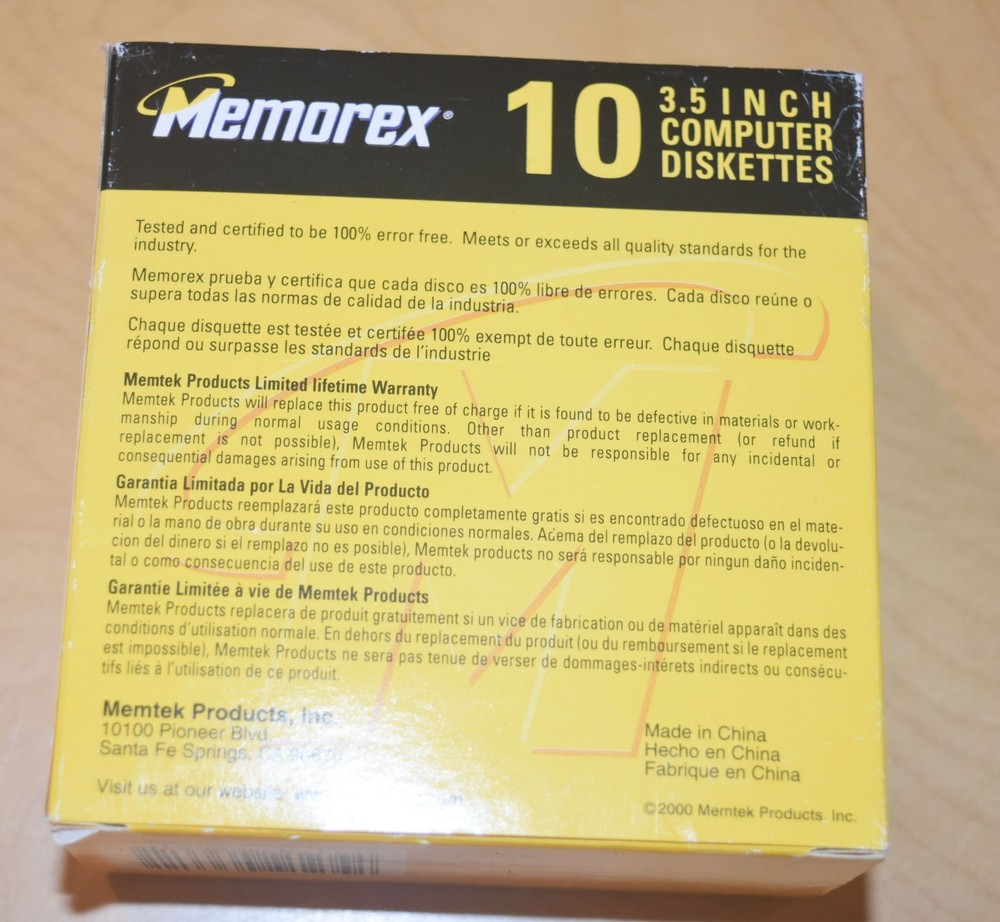 Memorex®
10
3.5 INCH
COMPUTER
DISKETTES
Tested and certified to be 100% error free. Meets or exceeds all quality standards for the
industry.
Memorex prueba y certifica que cada disco es 100% libre de errores. Cada disco reúne o
supera todas las normas de calidad de la industria.
Chaque disquette est testée et certifée 100% exempt de toute erreur. Chaque disquette
répond ou surpasse les standards de l'industrie
Memtek Products Limited lifetime Warranty
Memtek Products will replace this product free of charge if it is found to be defective in materials or work-
manship during normal usage conditions. Other than product replacement (or refund if
replacement is not possible), Memtek Products will not be responsible for any incidental or
consequential damages arising from use of this product.
Garantia Limitada por La Vida del Producto
Memtek Products reemplazará este producto completamente gratis si es encontrado defectuoso en el mate-
rial o la mano de obra durante su uso en condiciones normales. Adema del remplazo del producto (o la devolu-
cion del dinero si el remplazo no es posible), Memtek products no será responsable por ningun daño inciden-
tal o como consecuencia del use de este producto.
Garantie Limitée à vie de Memtek Products
Memtek Products replacera de produit gratuitement si un vice de fabrication ou de matériel apparaît dans des
conditions d'utilisation normale. En dehors du replacement du produit (ou du remboursement si le replacement
est impossible), Memtek Products ne sera pas tenue de verser de dommages-intérets indirects ou consécu-
tifs liés à l'utilisation de ce produit.
Memtek Products, Inc.
10100 Pioneer Blvd
Santa Fe Springs, CA
Visit us at our website
Made in China
Hecho en China
Fabrique en China
©2000 Memtek Products. Inc.